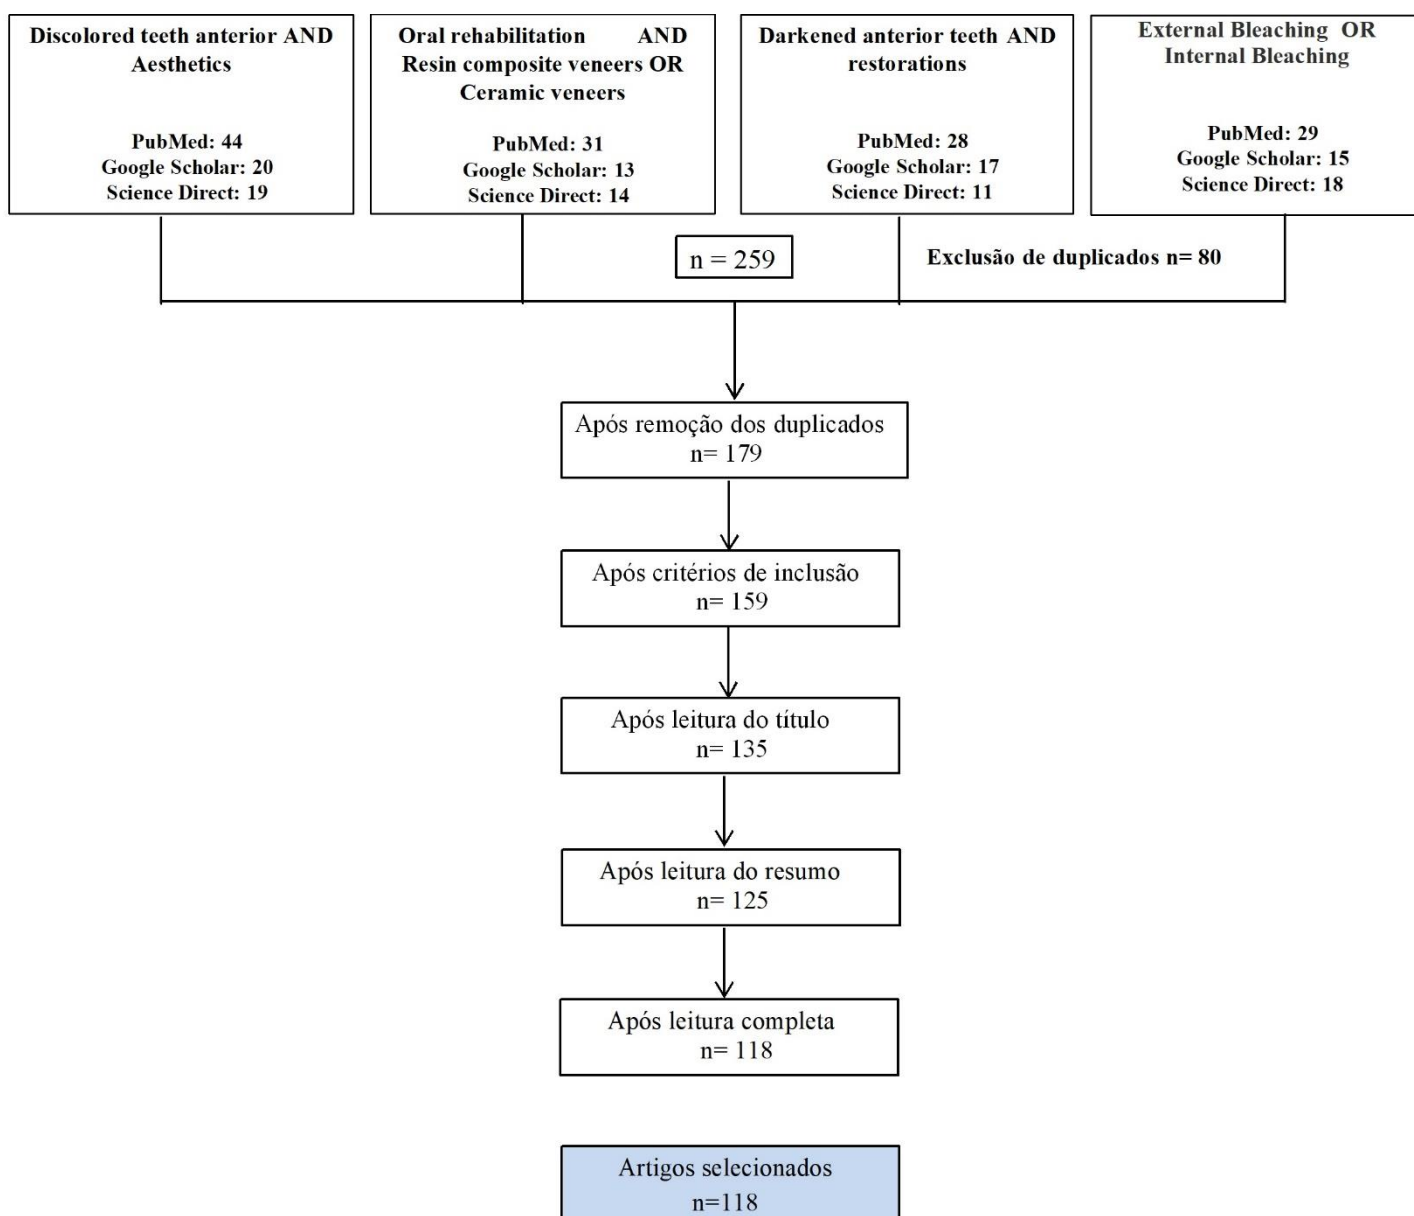 Discolored teeth anterior AND
Aesthetics
PubMed: 44
Google Scholar: 20
Science Direct: 19
Oral rehabilitation AND
Resin composite veneers OR
Ceramic veneers
PubMed: 31
Google Scholar: 13
Science Direct: 14
Darkened anterior teeth AND
restorations
PubMed: 28
Google Scholar: 17
Science Direct: 11
External Bleaching OR
Internal Bleaching
PubMed: 29
Google Scholar: 15
Science Direct: 18
n = 259
Exclusão de duplicados n= 80
Após remoção dos duplicados
n= 179
Após critérios de inclusão
n= 159
Após leitura do título
n= 135
Após leitura do resumo
n= 125
Após leitura completa
n= 118
Artigos selecionados
n=118